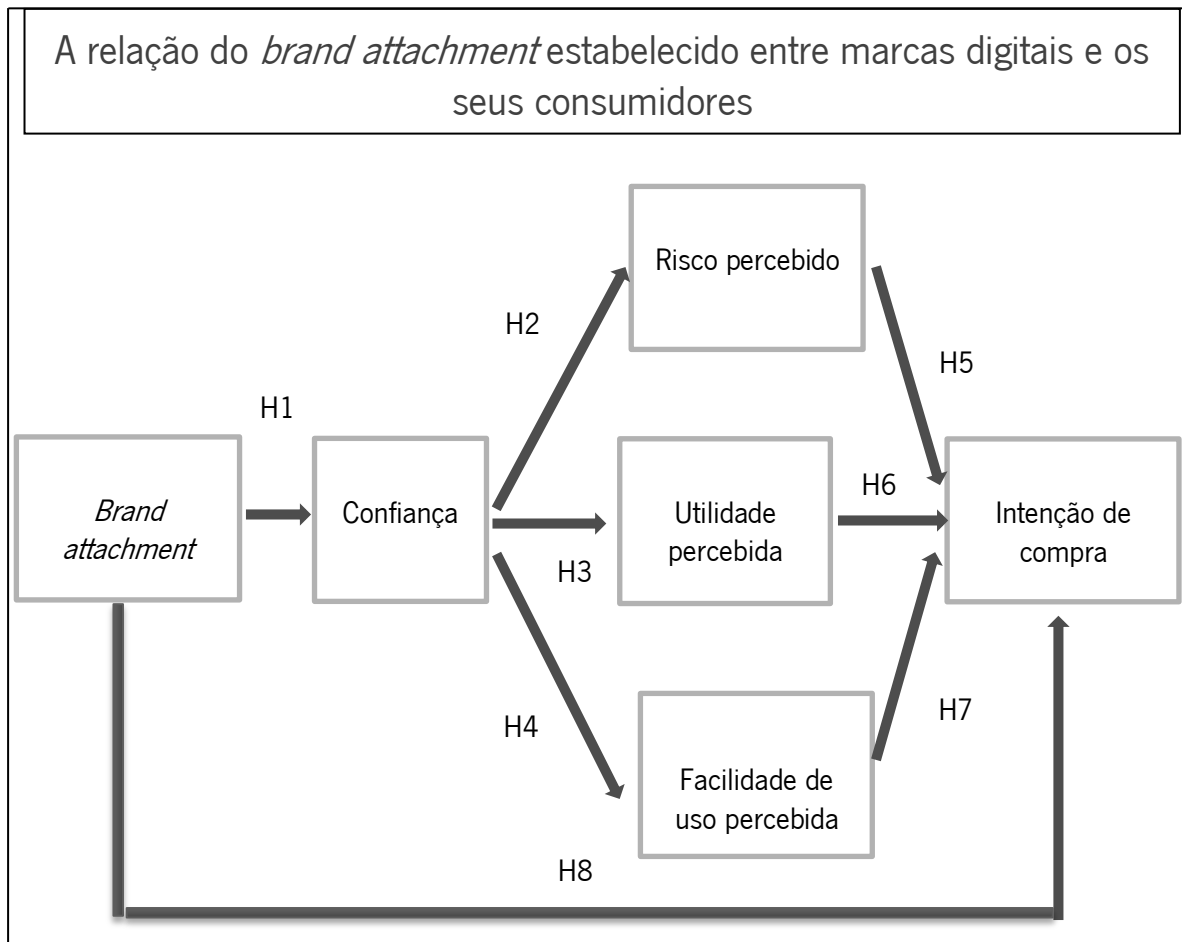 A relação do brand attachment estabelecido entre marcas digitais e os
seus consumidores
Risco percebido
H2
H5
H1
Brand
attachment
Confiança
H3
Utilidade
percebida
H6
Intenção de
compra
H4
H7
Facilidade de
uso percebida
H8